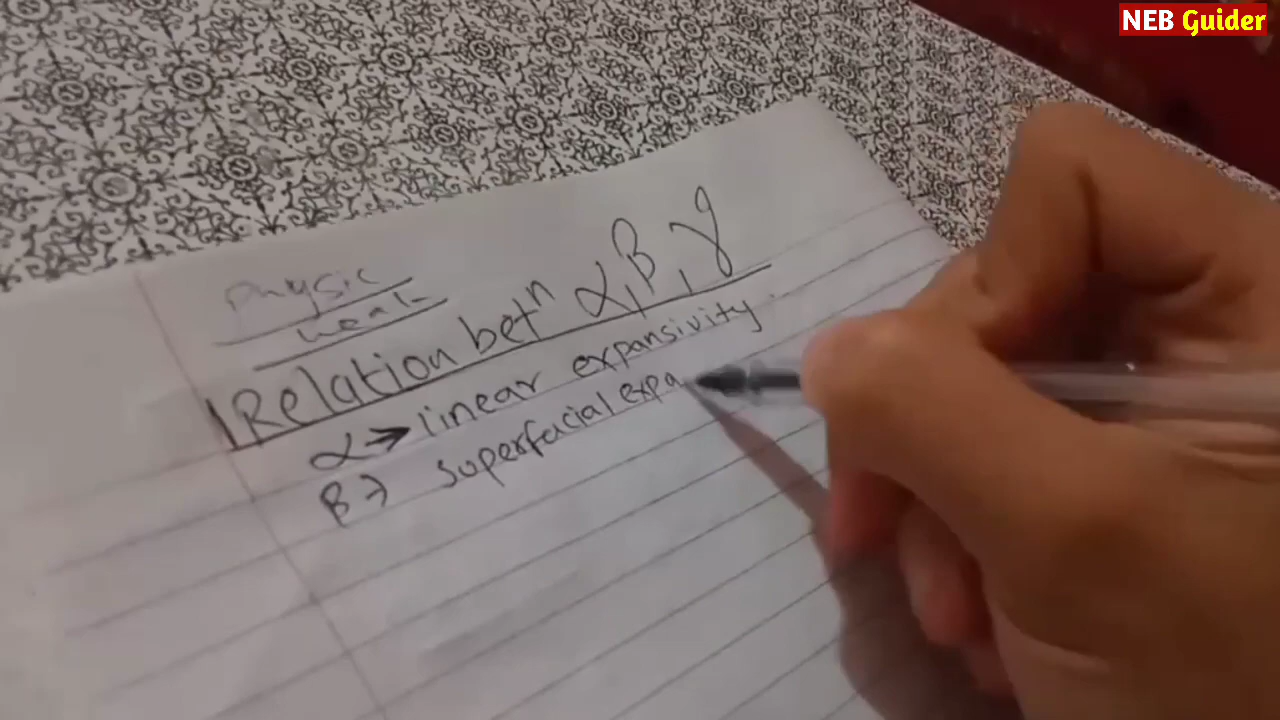 NEB Guider
Physic
heat
Relation betⁿ α, β, γ
α → linear expansivity
β → superfacial expa